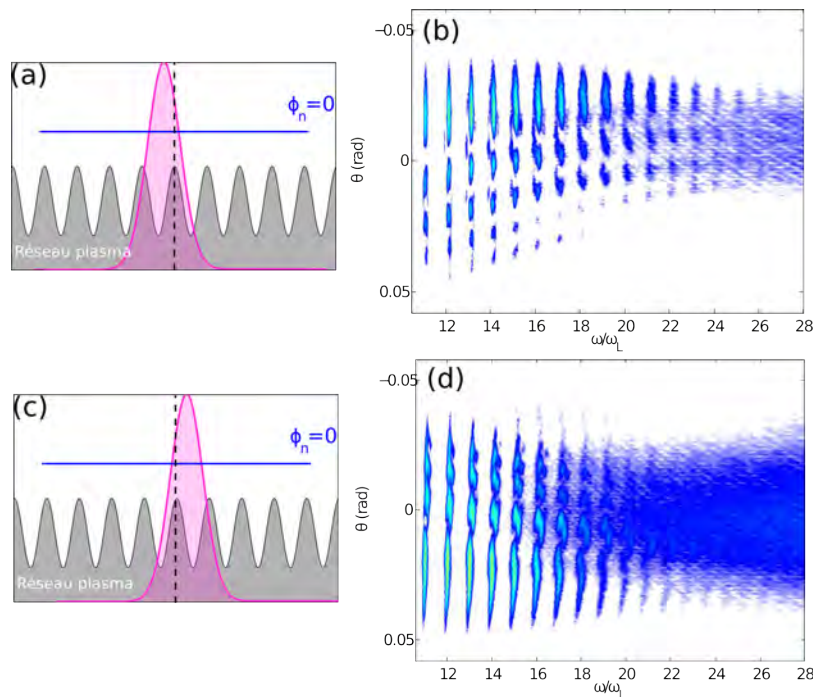 (a)
ϕn=0
Réseau plasma
(b)
θ (rad)
−0.05
0
0.05
12 14 16 18 20 22 24 26 28
ω/ωL
(c)
ϕn=0
Réseau plasma
(d)
θ (rad)
−0.05
0
0.05
12 14 16 18 20 22 24 26 28
ω/ωL